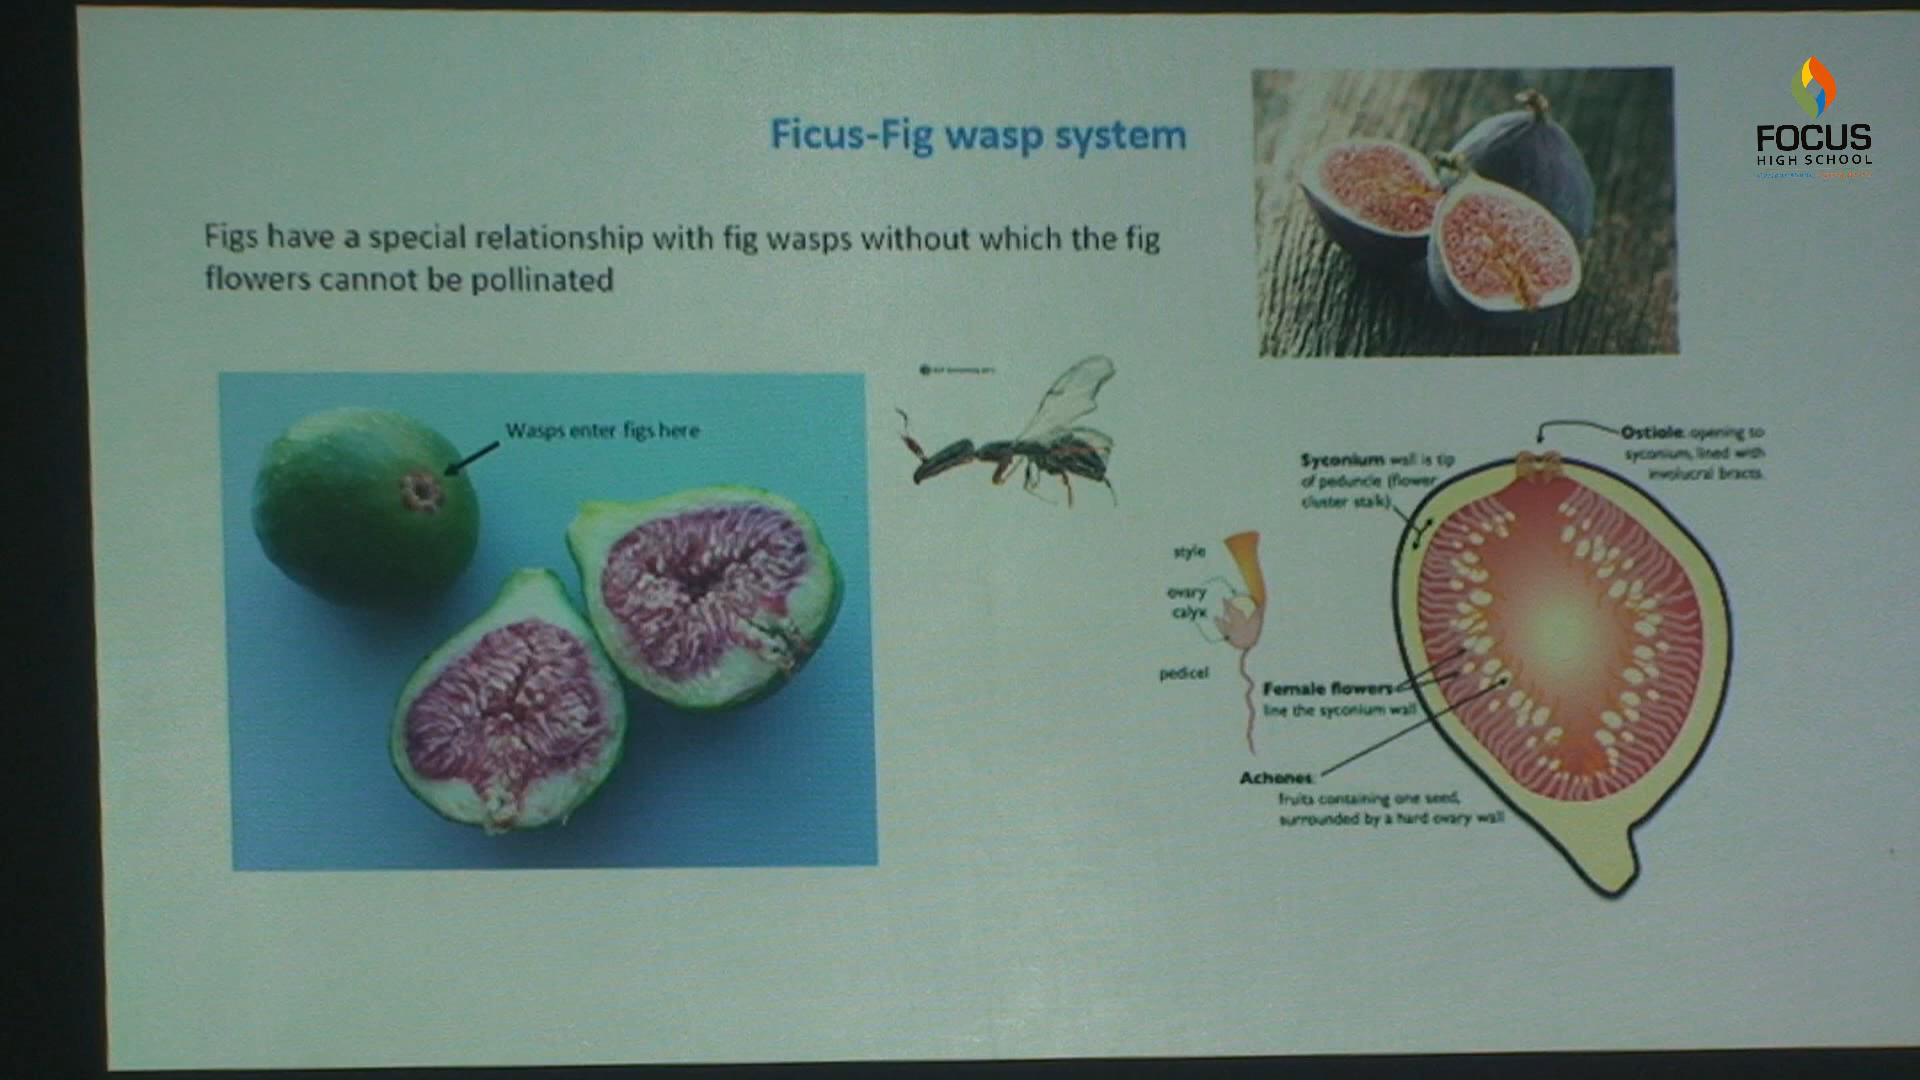 Ficus-Fig wasp system
FOCUS
HIGH SCHOOL
Figs have a special relationship with fig wasps without which the fig
flowers cannot be pollinated
Wasps enter figs here
Ostiole: opening to
syconium, lined with
involucral bracts.
Syconium wall is tip
of peduncle (flower
cluster stalk)
style
ovary
calyx
pedicel
Female flowers
line the syconium wall
Achenes:
fruits containing one seed,
surrounded by a hard ovary wall